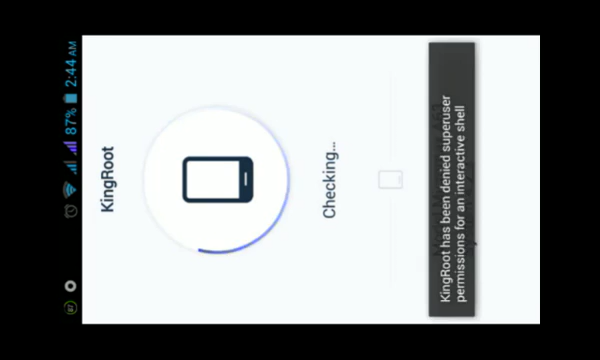 87% 2:44 AM
KingRoot
Checking...
KingRoot has been denied superuser
permissions for an interactive shell